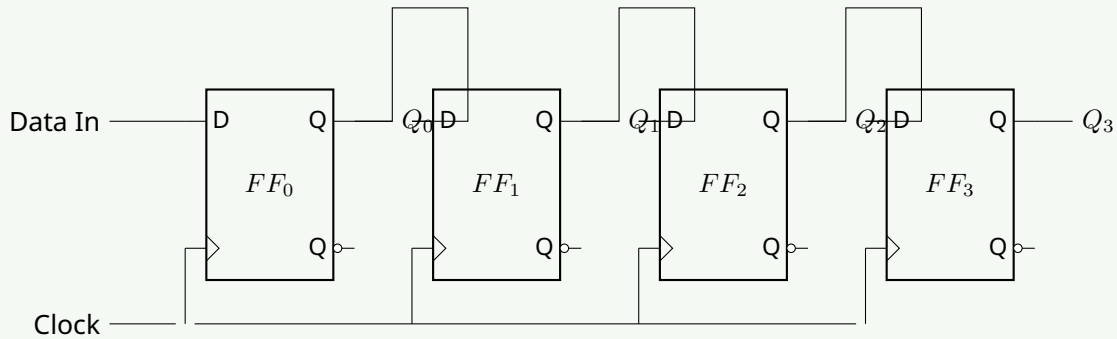 Data In
D
Q
Q₀
D
Q
Q₁
D
Q
Q₂
D
Q
Q₃
FF₀
FF₁
FF₂
FF₃
Q
Q
Q
Q
Clock